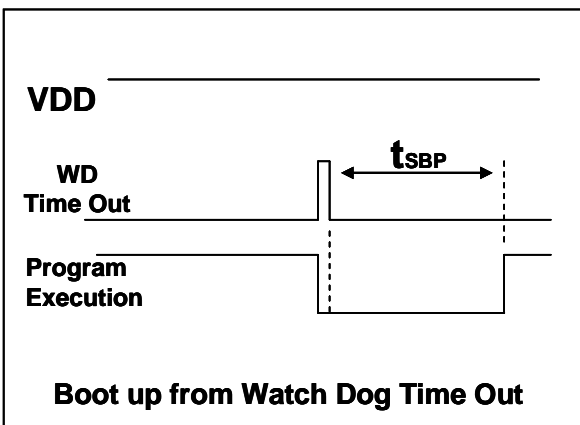 VDD
WD
Time Out
tSBP
Program
Execution
Boot up from Watch Dog Time Out